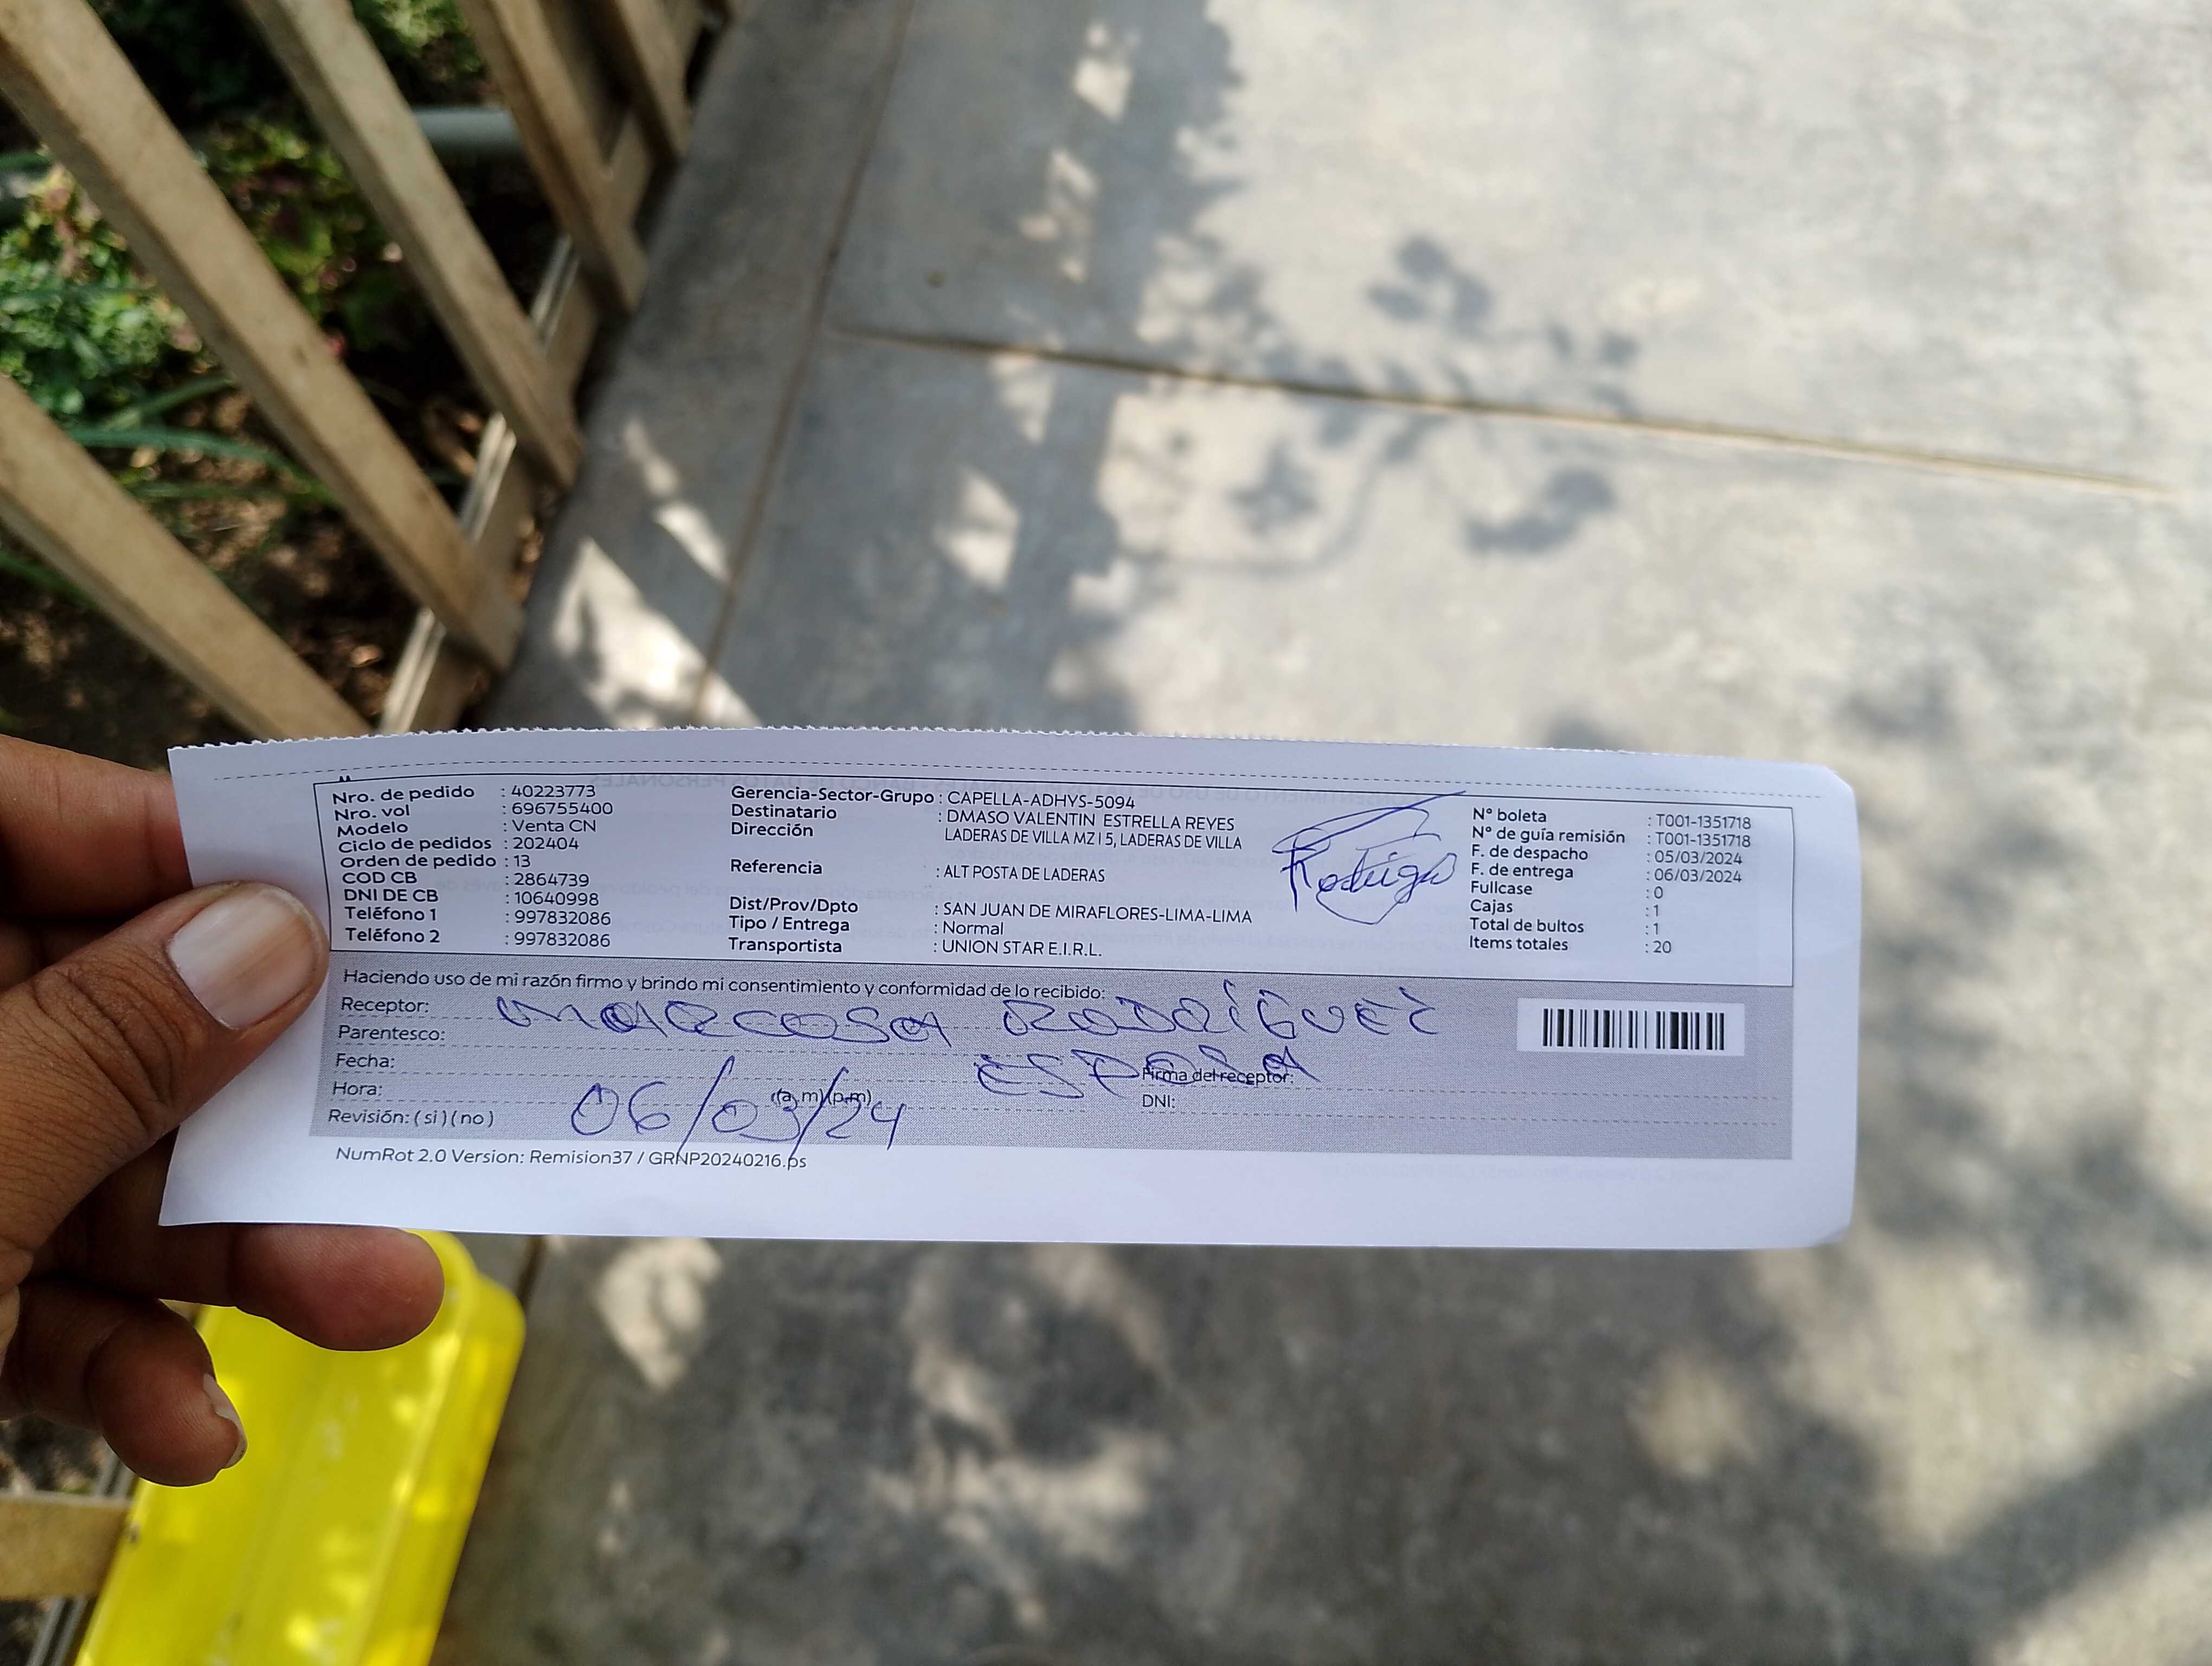 Nro. de pedido : 40223773
Nro. vol : 696755400
Modelo : Venta CN
Ciclo de pedidos : 202404
Orden de pedido : 13
COD CB : 2864739
DNI DE CB : 10640998
Teléfono 1 : 997832086
Teléfono 2 : 997832086
Gerencia-Sector-Grupo : CAPELLA-ADHYS-5094
Destinatario : DMASO VALENTIN ESTRELLA REYES
Dirección LADERAS DE VILLA MZ I 5, LADERAS DE VILLA
Referencia : ALT POSTA DE LADERAS
Dist/Prov/Dpto : SAN JUAN DE MIRAFLORES-LIMA-LIMA
Tipo / Entrega : Normal
Transportista : UNION STAR E.I.R.L.
Rodrigo
N° boleta : T001-1351718
N° de guía remisión : T001-1351718
F. de despacho : 05/03/2024
F. de entrega : 06/03/2024
Fullcase : 0
Cajas : 1
Total de bultos : 1
Items totales : 20
Haciendo uso de mi razón firmo y brindo mi consentimiento y conformidad de lo recibido:
Receptor: MARCOSA RODRÍGUEZ
Parentesco: ESPOSA
Fecha: 06/03/24
Hora: (a.m)(p.m)
Revisión: (si)(no)
Firma del receptor:
DNI:
NumRot 2.0 Version: Remision37 / GRNP20240216.ps